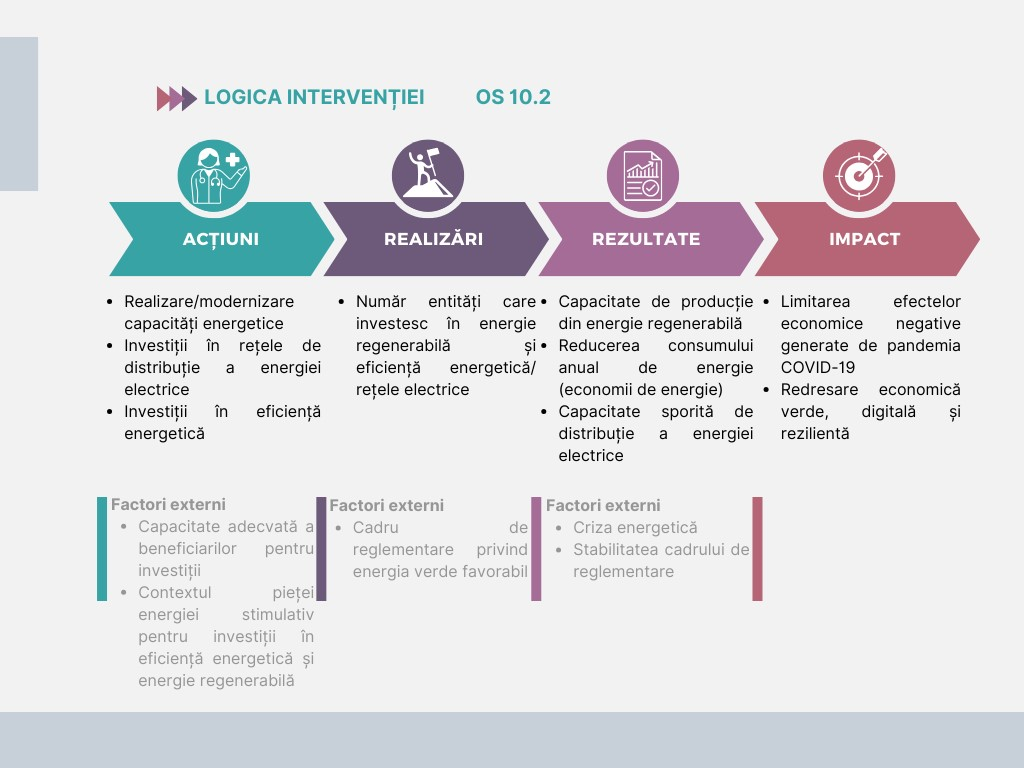 LOGICA INTERVENȚIEI OS 10.2
ACȚIUNI
REALIZĂRI
REZULTATE
IMPACT
• Realizare/modernizare
capacități energetice
• Investiții în rețele de
distribuție a energiei
electrice
• Investiții în eficiență
energetică
• Număr entități care
investesc în energie
regenerabilă și
eficiență energetică/
rețele electrice
• Capacitate de producție
din energie regenerabilă
• Reducerea consumului
anual de energie
(economii de energie)
• Capacitate sporită de
distribuție a energiei
electrice
• Limitarea efectelor
economice negative
generate de pandemia
COVID-19
• Redresare economică
verde, digitală și
rezilientă
Factori externi
• Capacitate adecvată a
beneficiarilor pentru
investiții
• Contextul pieței
energiei stimulativ
pentru investiții în
eficiență energetică și
energie regenerabilă
Factori externi
• Cadru de
reglementare privind
energia verde favorabil
Factori externi
• Criza energetică
• Stabilitatea cadrului de
reglementare